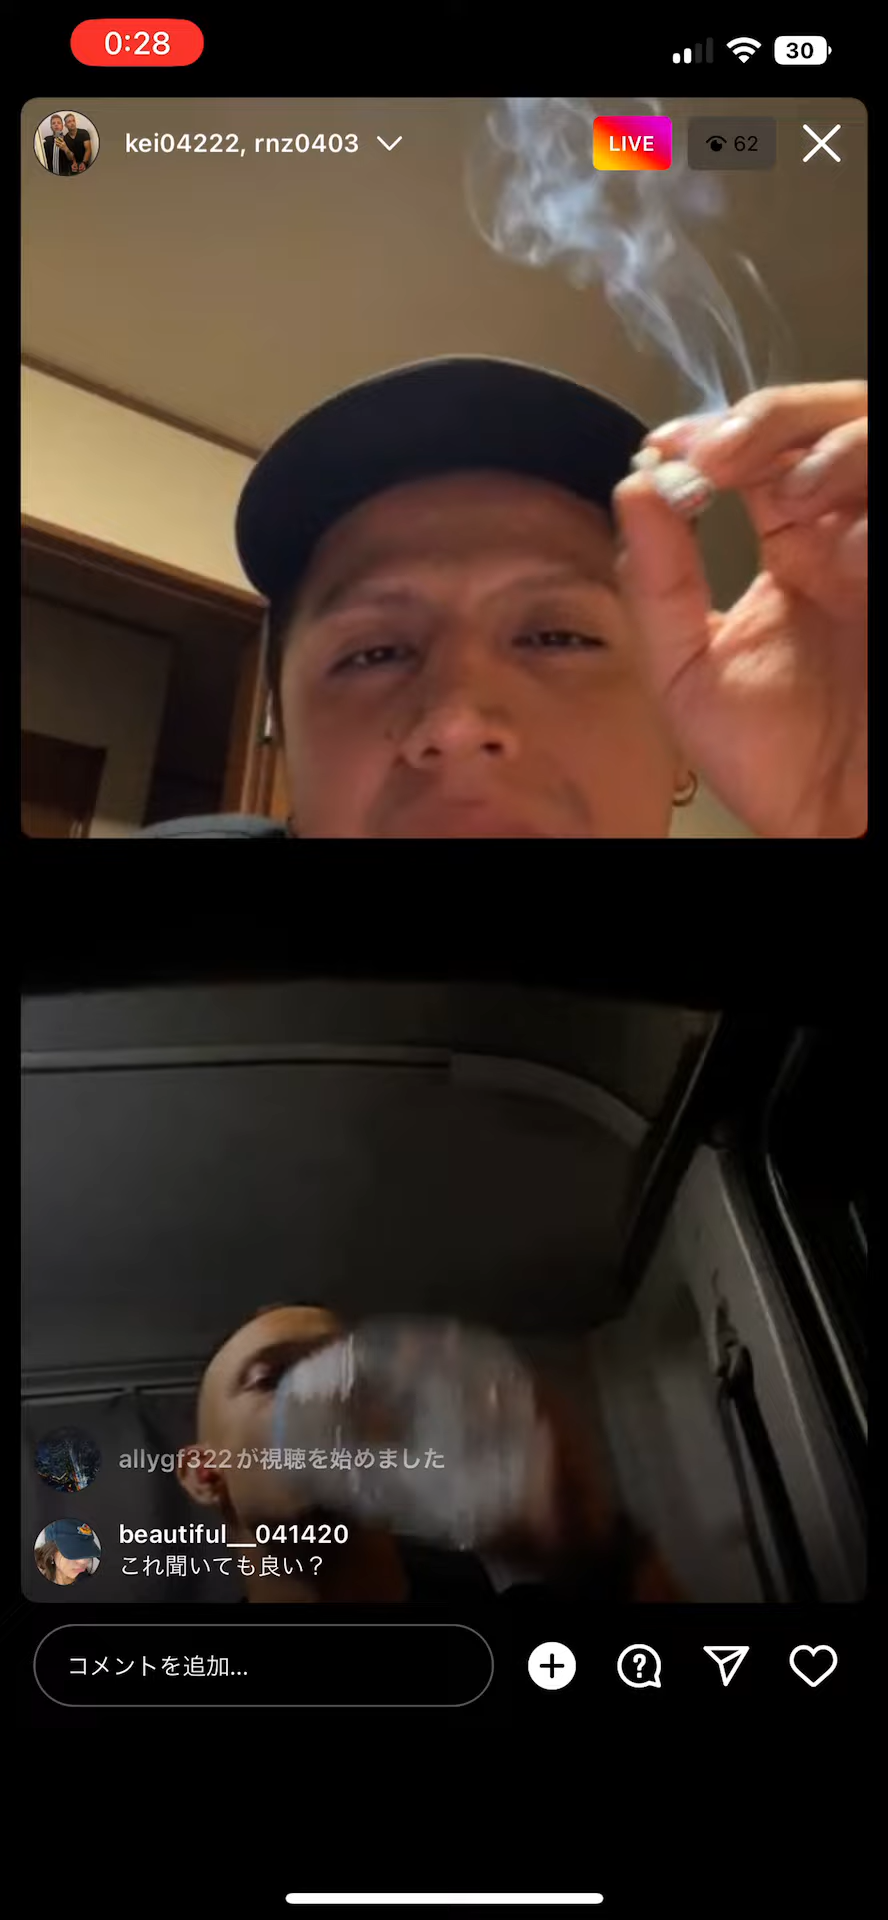 0:28
30
kei04222, rnz0403
LIVE
62
allygf322が視聴を始めました
beautiful__041420
これ聞いても良い？
コメントを追加...